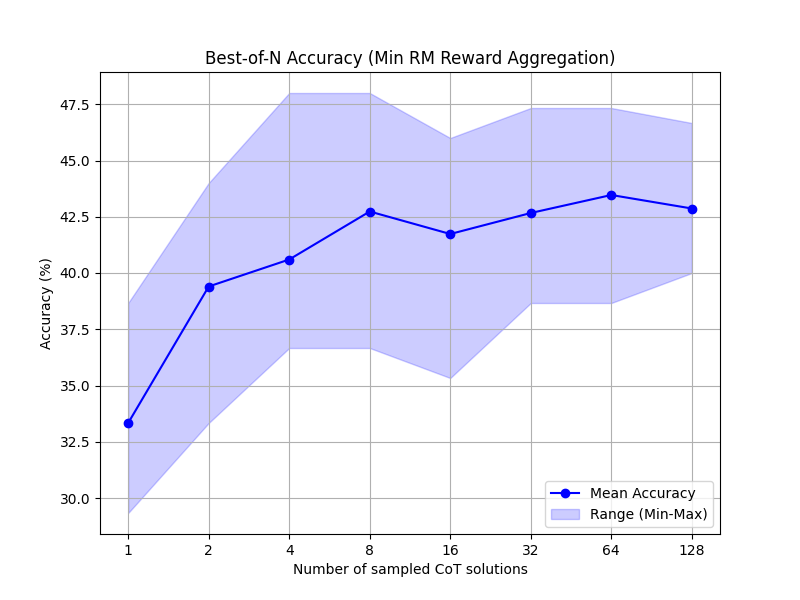 Best-of-N Accuracy (Min RM Reward Aggregation)
Accuracy (%)
47.5
45.0
42.5
40.0
37.5
35.0
32.5
30.0
Mean Accuracy
Range (Min-Max)
1 2 4 8 16 32 64 128
Number of sampled CoT solutions